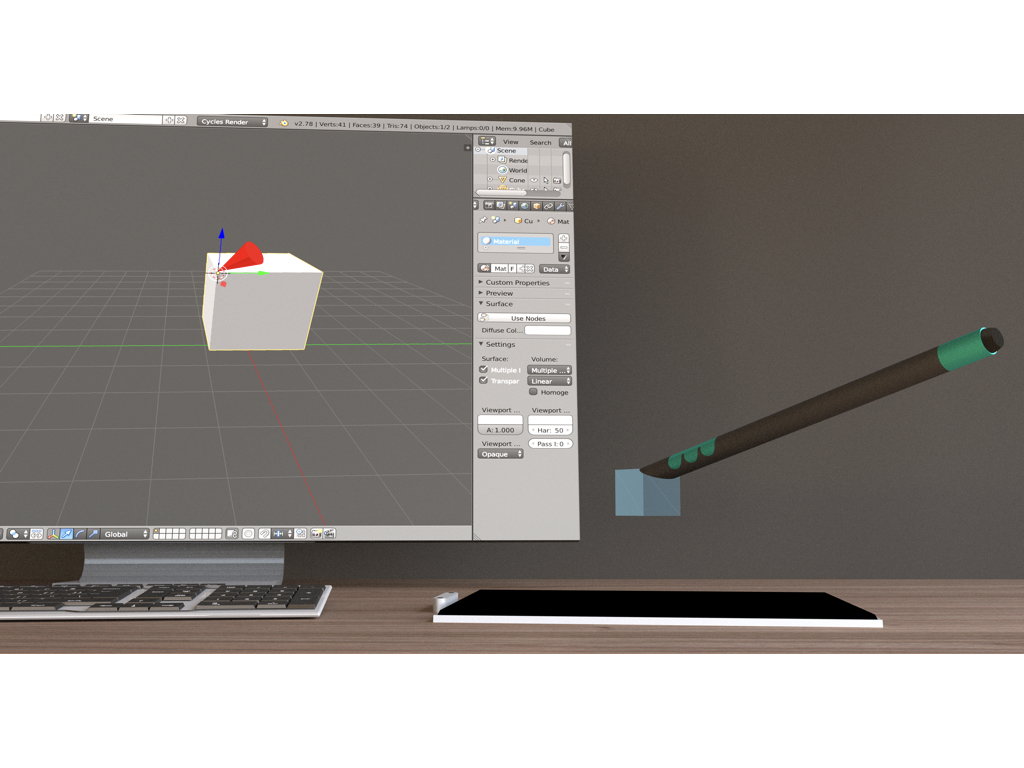 Scene
Cycles Render
v2.78 | Verts:41 | Faces:39 | Tris:74 | Objects:1/2 | Lamps:0/0 | Mem:9.96M | Cube
View Search All
Scene
Rende
World
Cone
Cu Mat
Material
Mat F Data
Custom Properties
Preview
Surface
Use Nodes
Diffuse Col...
Settings
Surface: Volume:
Multiple I Multiple ...
Transpar Linear
Homoge
Viewport ... Viewport ...
A: 1.000 Har: 50
Viewport ... Pass I: 0
Opaque
Global